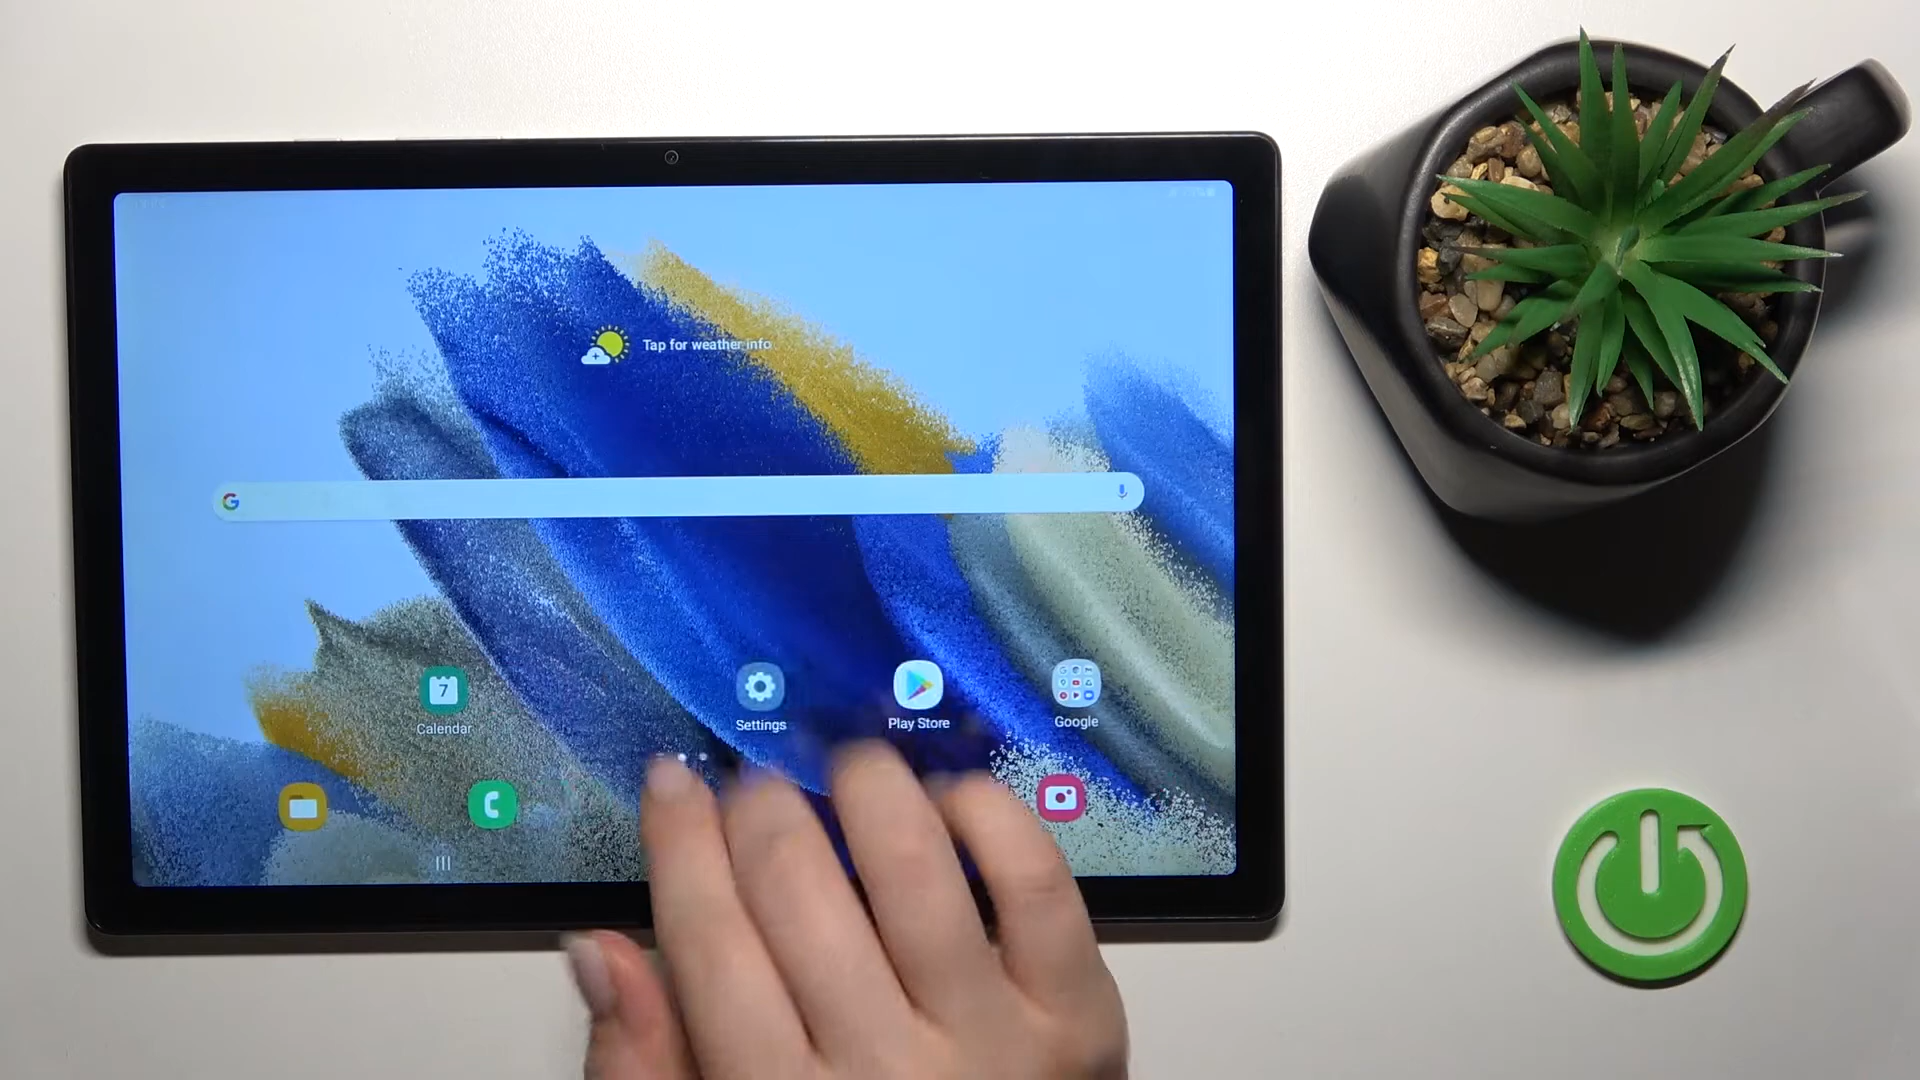 Tap for weather info
G
7
Calendar
Settings
Play Store
Google